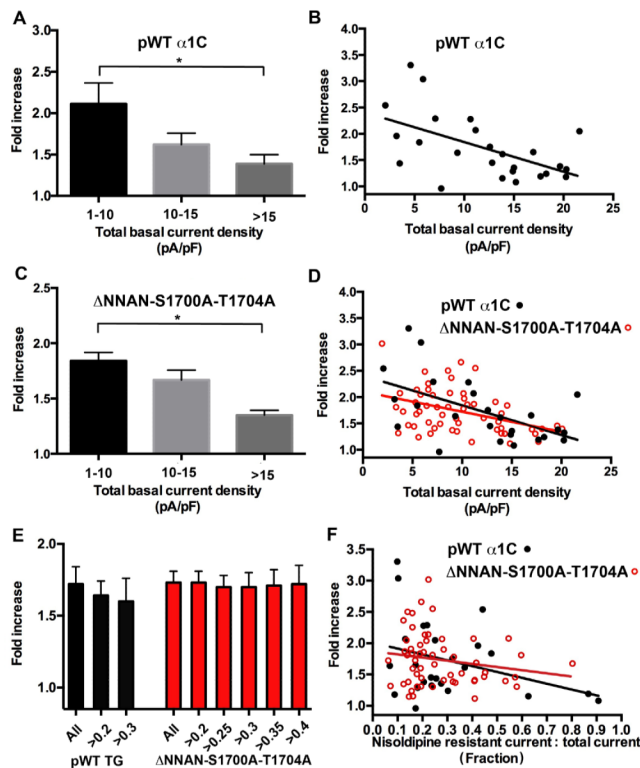 A
pWT α1C
*
Fold increase
2.5
2.0
1.5
1.0
1-10
10-15
>15
Total basal current density
(pA/pF)
B
pWT α1C
Fold increase
4.0
3.5
3.0
2.5
2.0
1.5
1.0
0
5
10
15
20
25
Total basal current density
(pA/pF)
C
ΔNNAN-S1700A-T1704A
*
Fold increase
2.5
2.0
1.5
1.0
1-10
10-15
>15
Total basal current density
(pA/pF)
D
pWT α1C
ΔNNAN-S1700A-T1704A
Fold increase
4.0
3.5
3.0
2.5
2.0
1.5
1.0
0
5
10
15
20
25
Total basal current density
(pA/pF)
E
Fold increase
2.0
1.5
1.0
All
>0.2
>0.3
All
>0.2
>0.25
>0.3
>0.35
>0.4
pWT TG
ΔNNAN-S1700A-T1704A
F
pWT α1C
ΔNNAN-S1700A-T1704A
Fold increase
3.5
3.0
2.5
2.0
1.5
1.0
0.0
0.1
0.2
0.3
0.4
0.5
0.6
0.7
0.8
0.9
1.0
Nisoldipine resistant current : total current
(Fraction)